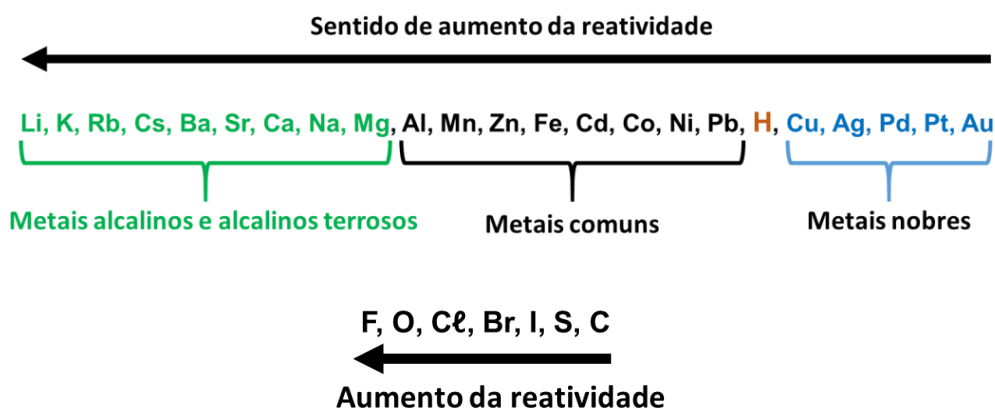 Sentido de aumento da reatividade
Li, K, Rb, Cs, Ba, Sr, Ca, Na, Mg, Al, Mn, Zn, Fe, Cd, Co, Ni, Pb, H, Cu, Ag, Pd, Pt, Au
Metais alcalinos e alcalinos terrosos Metais comuns Metais nobres
F, O, Cℓ, Br, I, S, C
Aumento da reatividade